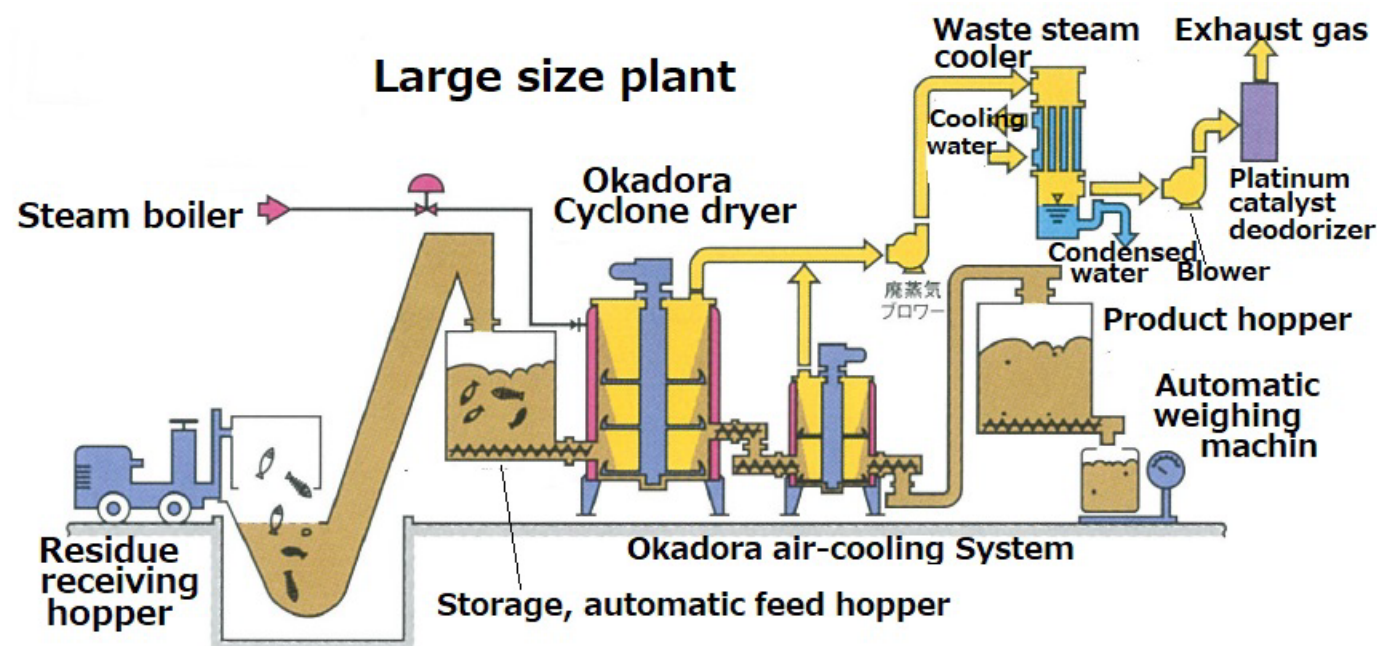 Large size plant
Waste steam
cooler
Exhaust gas
Cooling
water
Okadora
Cyclone dryer
Steam boiler
Platinum
catalyst
deodorizer
Condensed
water
Blower
廃蒸気
ブロワー
Product hopper
Automatic
weighing
machin
Residue
receiving
hopper
Okadora air-cooling System
Storage, automatic feed hopper